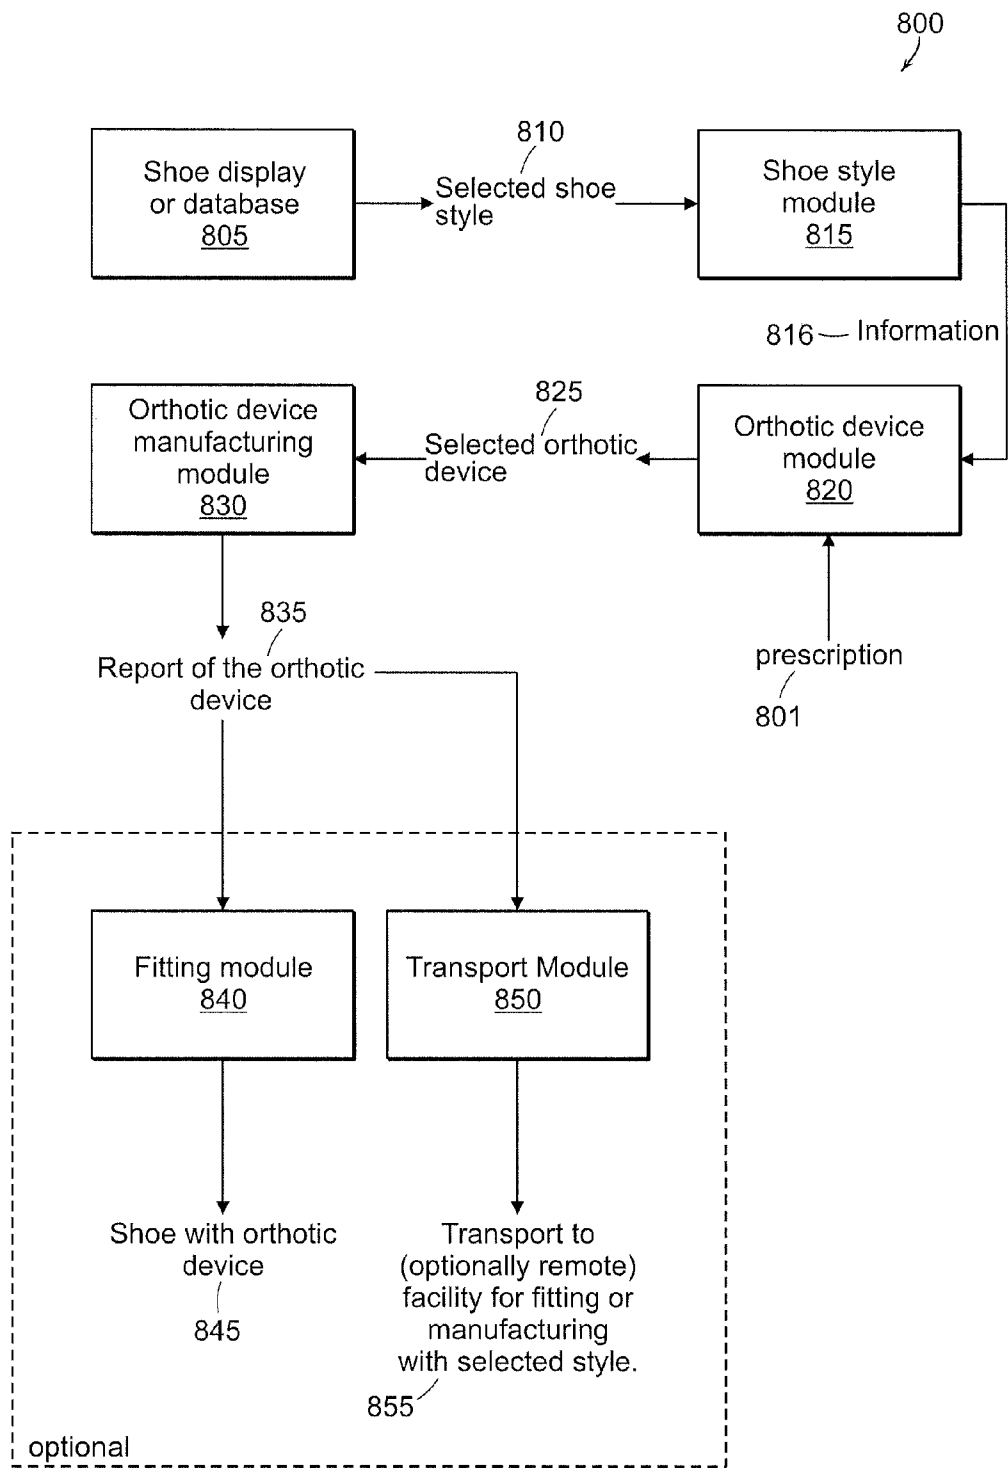 800
Shoe display
or database
805
810
Selected shoe
style
Shoe style
module
815
816
Information
Orthotic device
manufacturing
module
830
825
Selected orthotic
device
Orthotic device
module
820
835
Report of the orthotic
device
prescription
801
Fitting module
840
Transport Module
850
Shoe with orthotic
device
845
Transport to
(optionally remote)
facility for fitting or
manufacturing
with selected style.
855
optional